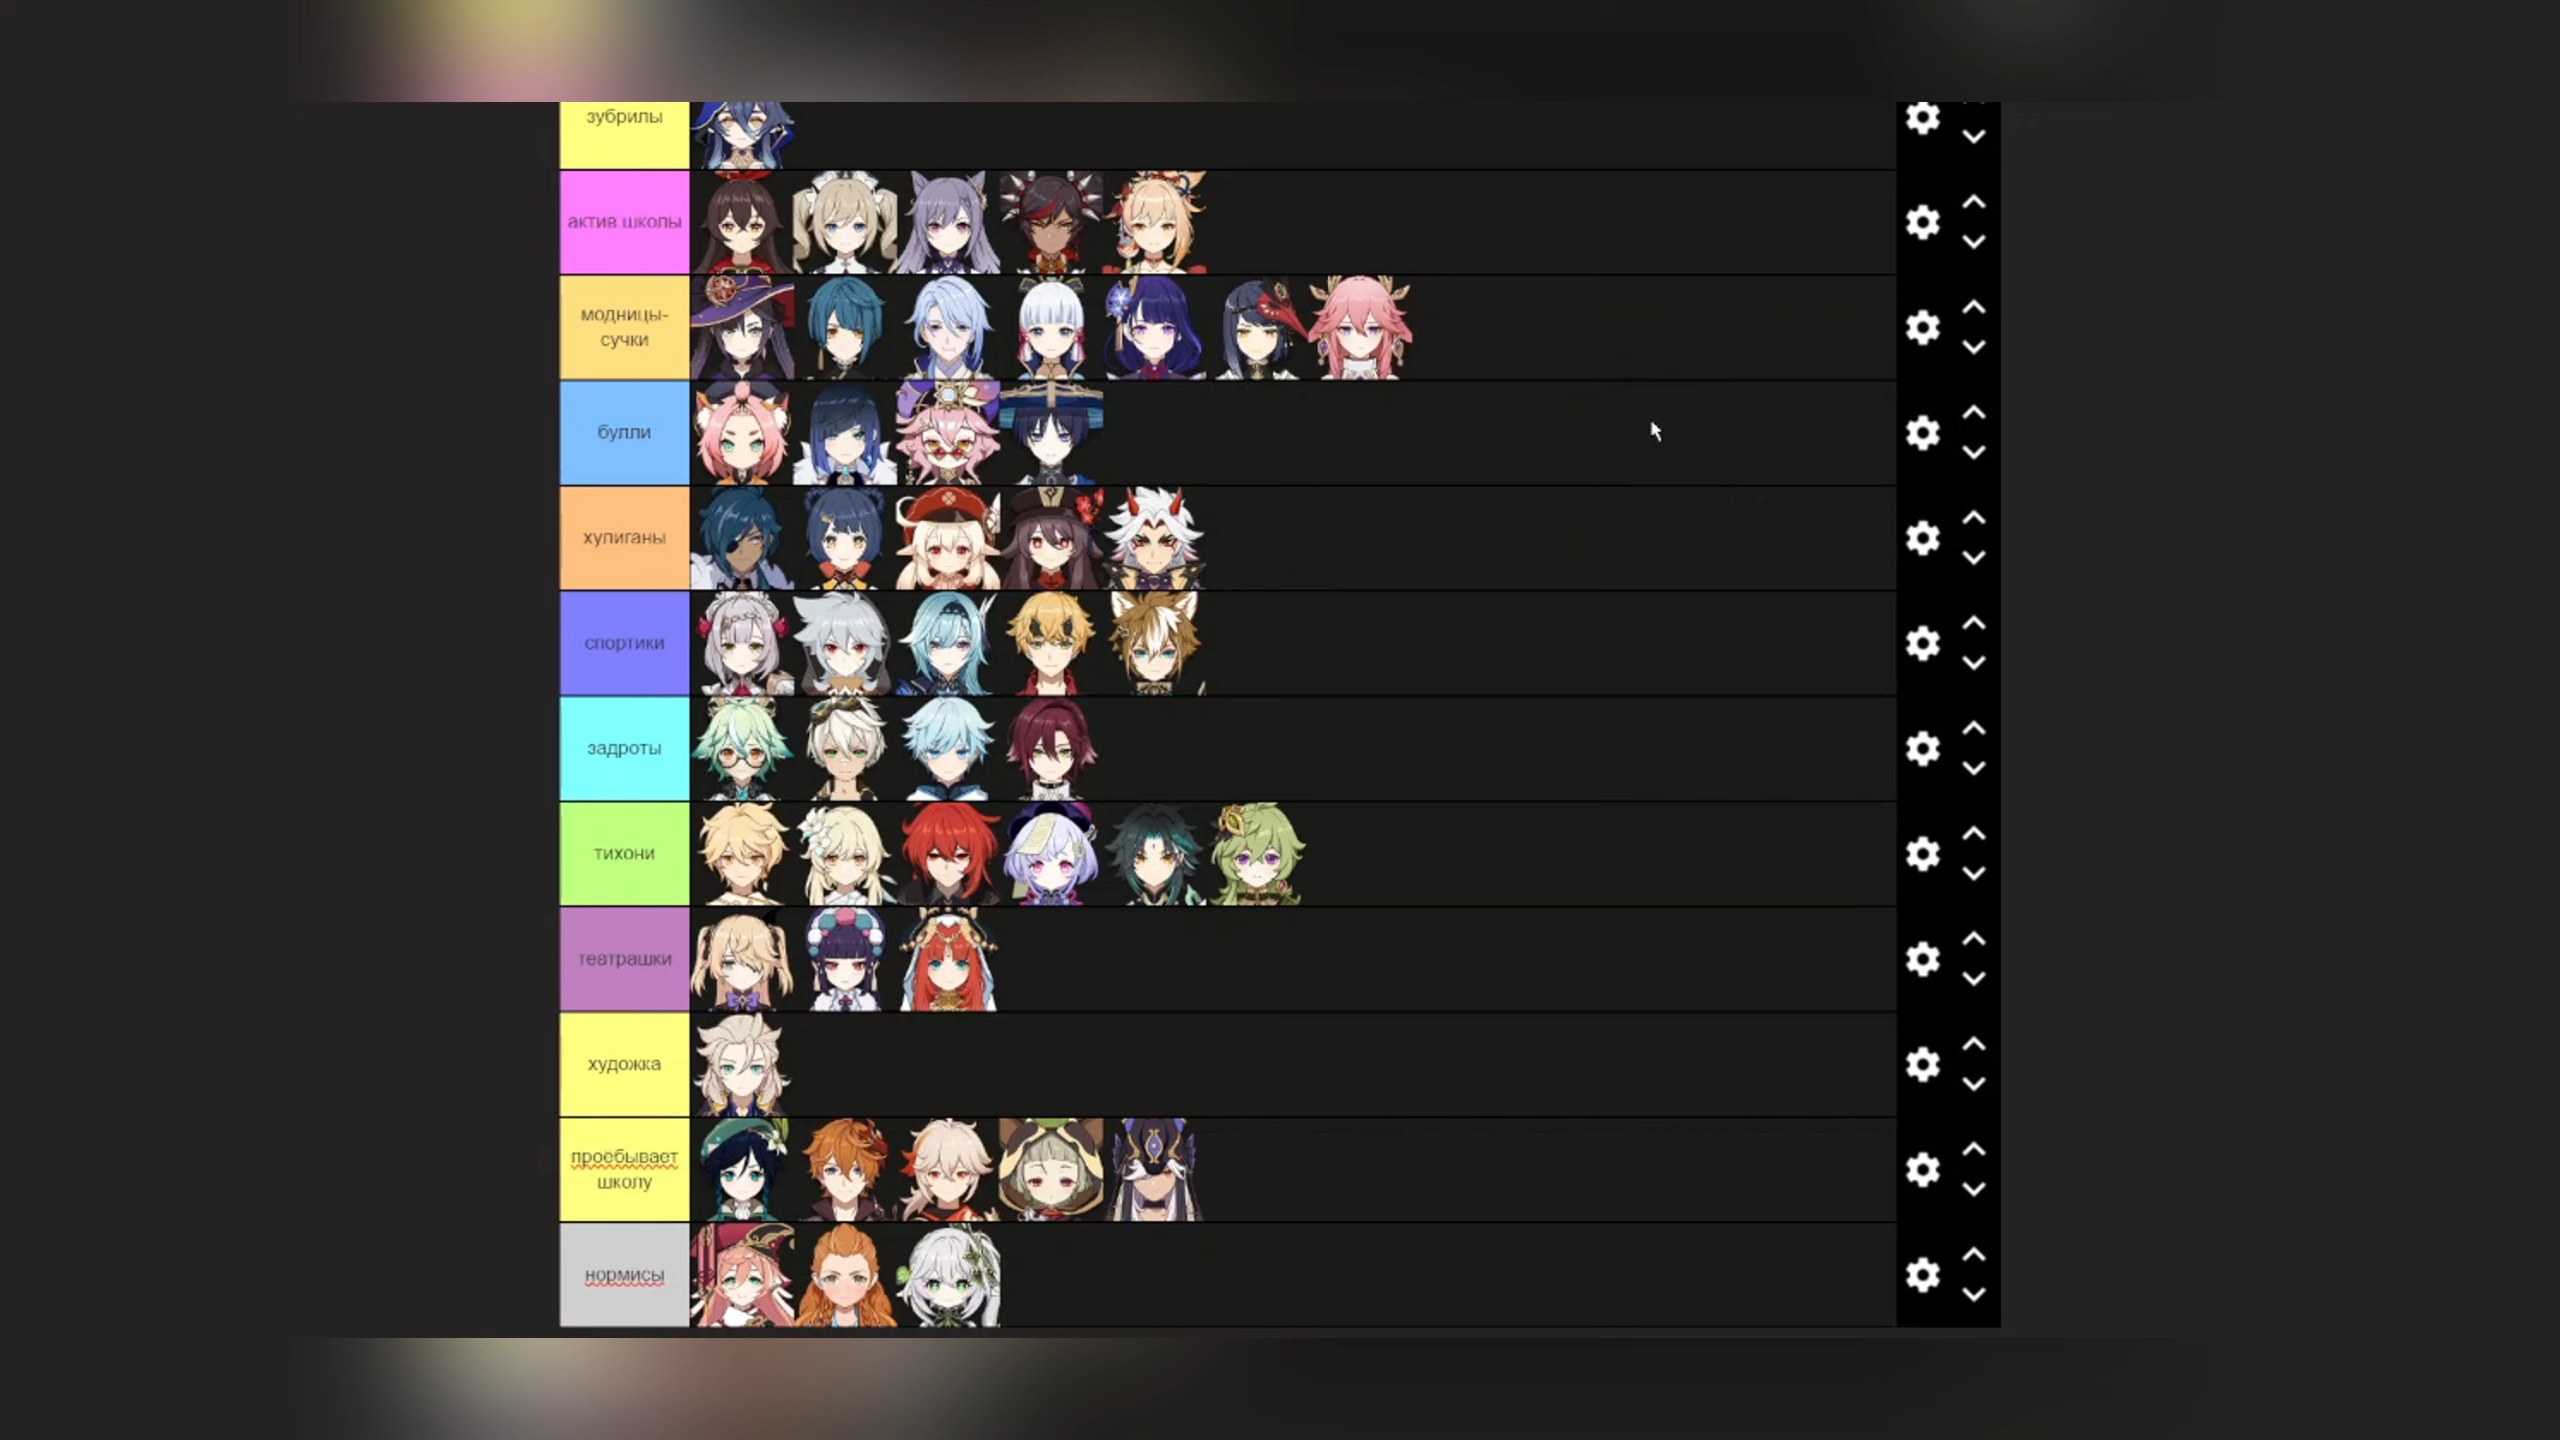 зубрилы
актив школы
модницы-
сучки
булли
хулиганы
спортики
задроты
тихони
театрашки
художка
проебывает
школу
нормисы